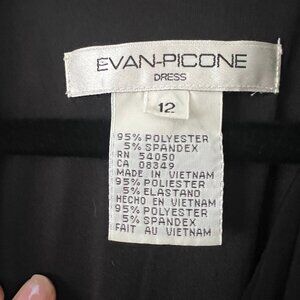 EVAN-PICONE
DRESS
12
95% POLYESTER
5% SPANDEX
RN 54050
CA 08349
MADE IN VIETNAM
95% POLIESTER
5% ELASTANO
HECHO EN VIETNAM
95% POLYESTER
5% SPANDEX
FAIT AU VIETNAM